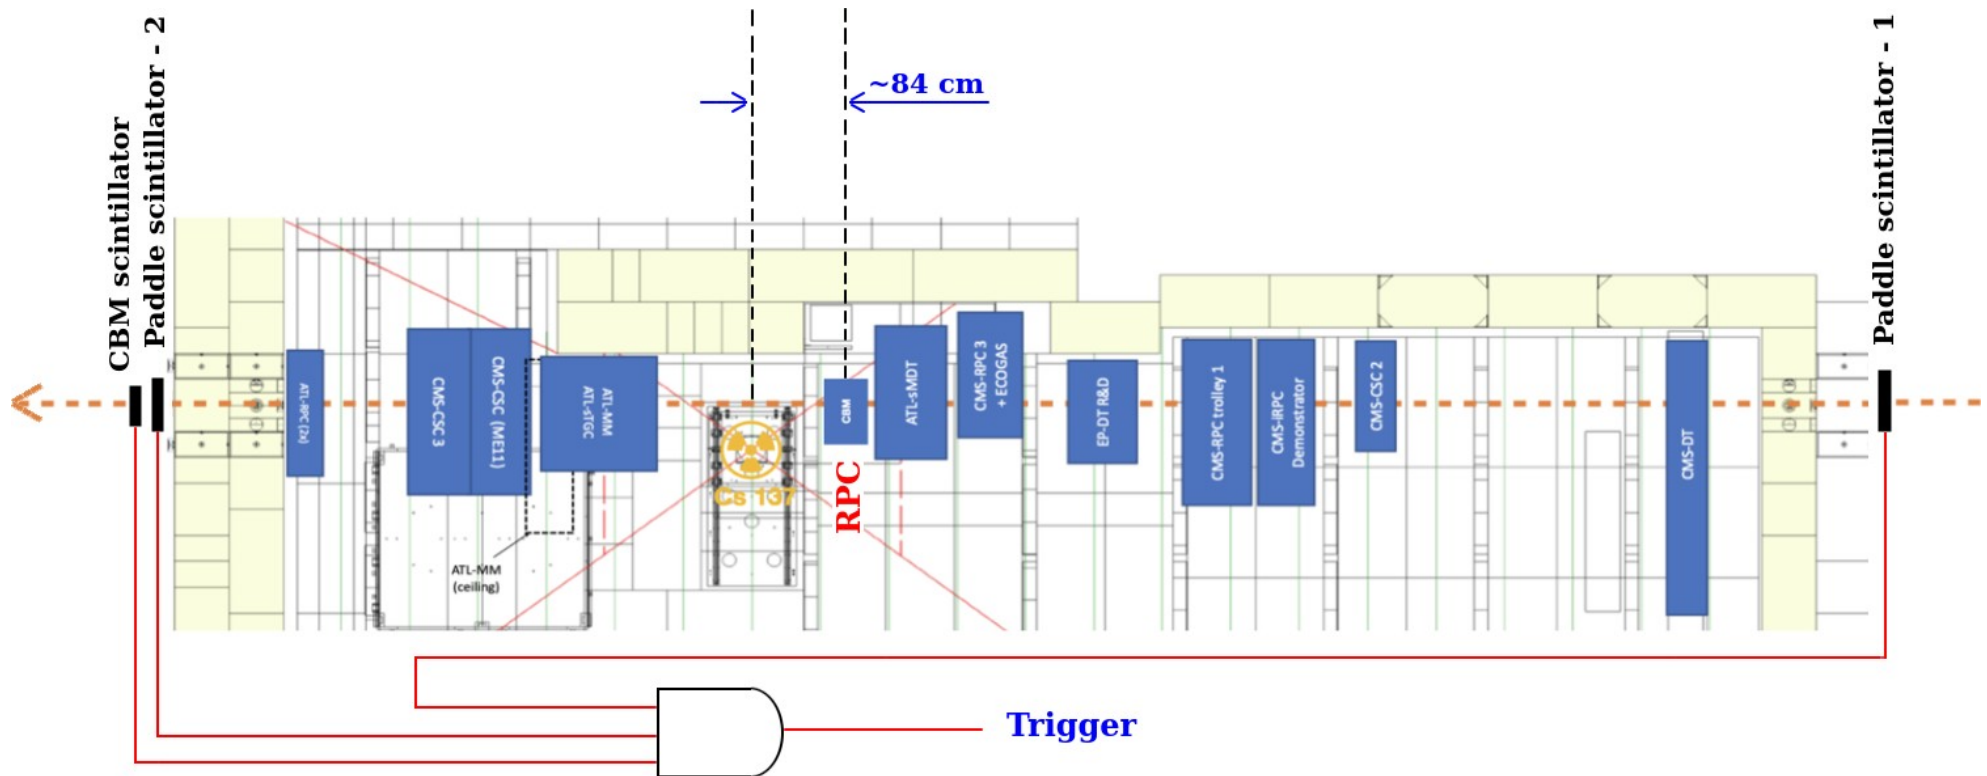 CBM scintillator
Paddle scintillator - 2
~84 cm
Paddle scintillator - 1
ATL-RPC (2x)
CMS-CSC 3
CMS-CSC (ME11)
ATL-MM
ATL-sTGC
ATL-MM
(ceiling)
Cs 137
CBM
RPC
ATL-sMDT
CMS-RPC 3
+ ECOGAS
EP-DT R&D
CMS-RPC trolley 1
CMS-iRPC
Demonstrator
CMS-CSC 2
CMS-DT
Trigger